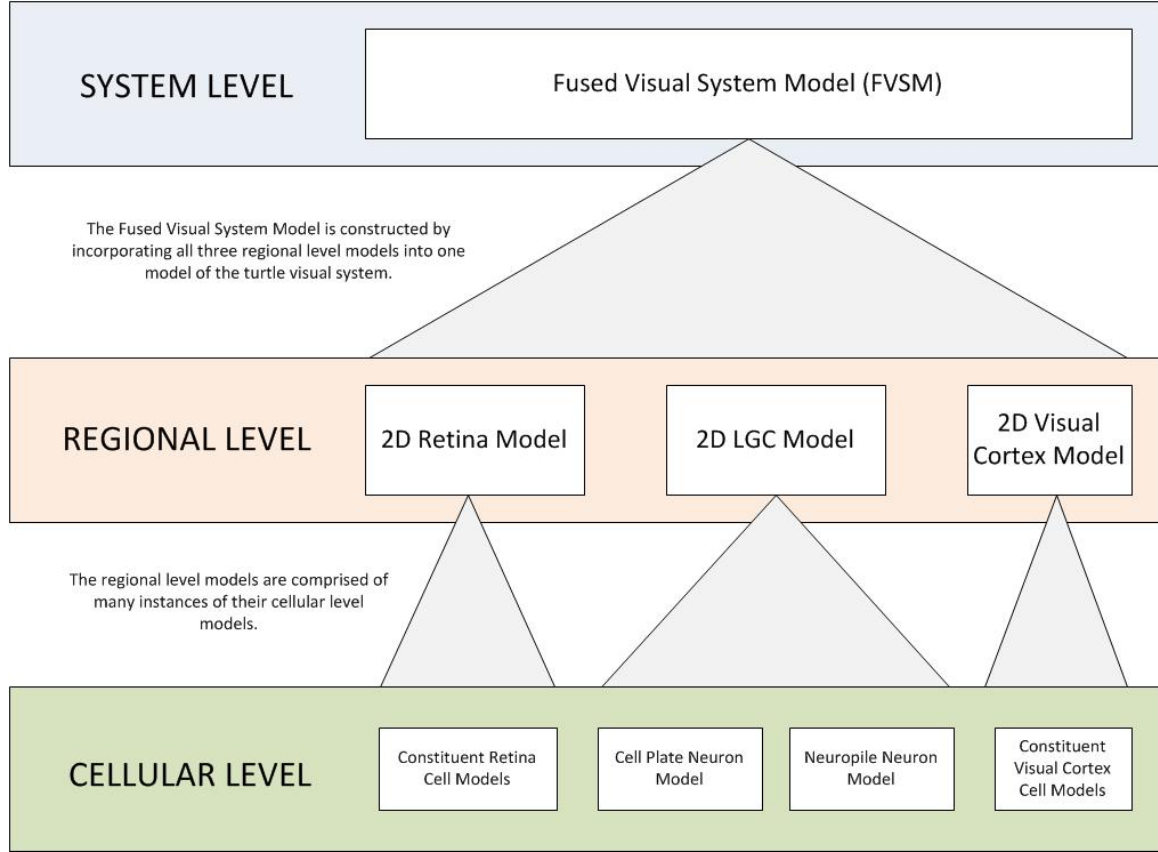 SYSTEM LEVEL
Fused Visual System Model (FVSM)
The Fused Visual System Model is constructed by
incorporating all three regional level models into one
model of the turtle visual system.
REGIONAL LEVEL
2D Retina Model
2D LGC Model
2D Visual
Cortex Model
The regional level models are comprised of
many instances of their cellular level
models.
CELLULAR LEVEL
Constituent Retina
Cell Models
Cell Plate Neuron
Model
Neuropile Neuron
Model
Constituent
Visual Cortex
Cell Models